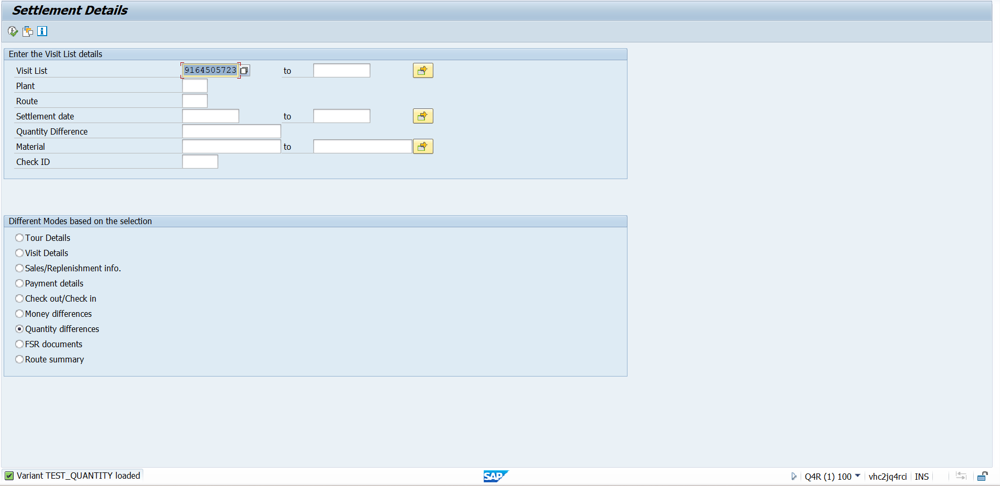 Settlement Details
Enter the Visit List details
Visit List 9164505723 to
Plant
Route
Settlement date to
Quantity Difference
Material to
Check ID
Different Modes based on the selection
Tour Details
Visit Details
Sales/Replenishment info.
Payment details
Check out/Check in
Money differences
Quantity differences
FSR documents
Route summary
Variant TEST_QUANTITY loaded
SAP
Q4R (1) 100 vhc2jq4rci INS